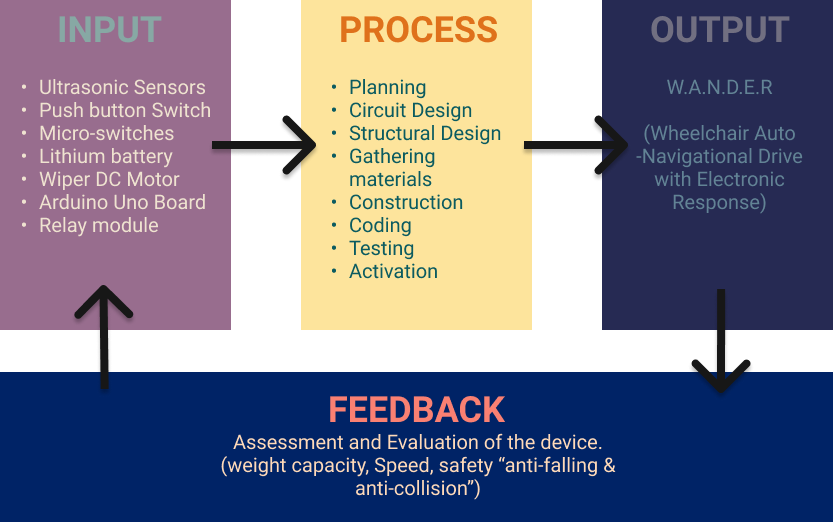 INPUT
• Ultrasonic Sensors
• Push button Switch
• Micro-switches
• Lithium battery
• Wiper DC Motor
• Arduino Uno Board
• Relay module
PROCESS
• Planning
• Circuit Design
• Structural Design
• Gathering
materials
• Construction
• Coding
• Testing
• Activation
OUTPUT
W.A.N.D.E.R
(Wheelchair Auto
-Navigational Drive
with Electronic
Response)
FEEDBACK
Assessment and Evaluation of the device.
(weight capacity, Speed, safety “anti-falling &
anti-collision”)